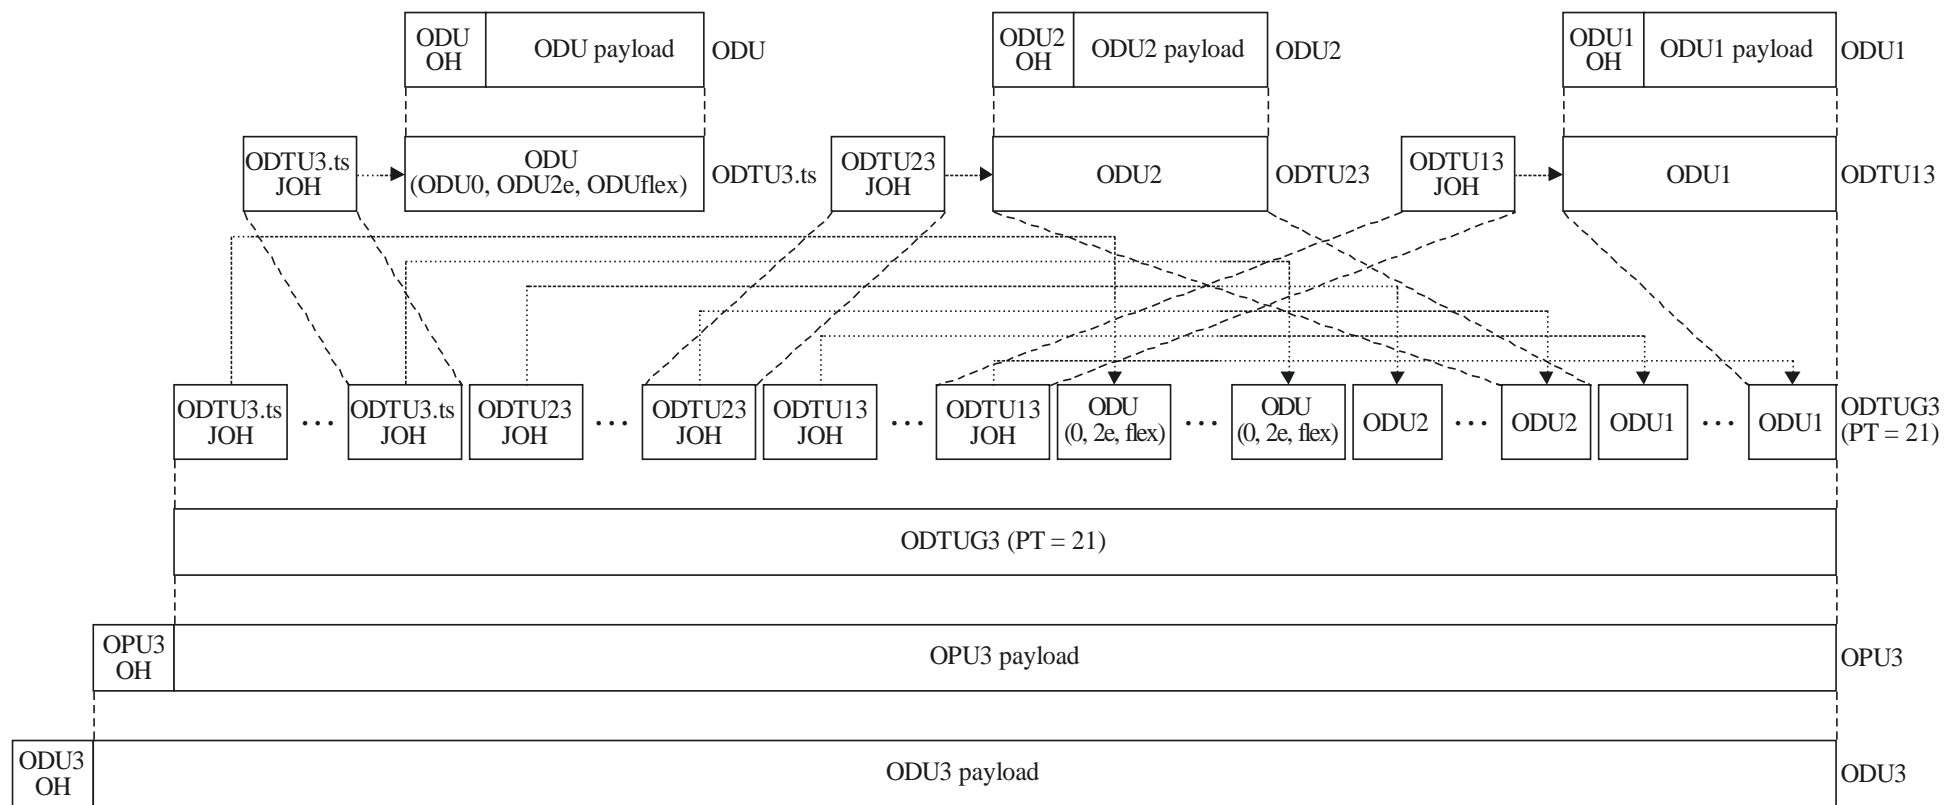 ODU
OH
ODU payload
ODU
ODU2
OH
ODU2 payload
ODU2
ODU1
OH
ODU1 payload
ODU1
ODTU3.ts
JOH
ODU
(ODU0, ODU2e, ODUflex)
ODTU3.ts
ODTU23
JOH
ODU2
ODTU23
ODTU13
JOH
ODU1
ODTU13
ODTU3.ts
JOH
...
ODTU3.ts
JOH
ODTU23
JOH
...
ODTU23
JOH
ODTU13
JOH
...
ODTU13
JOH
ODU
(0, 2e, flex)
...
ODU
(0, 2e, flex)
ODU2
...
ODU2
ODU1
...
ODU1
ODTUG3
(PT = 21)
ODTUG3 (PT = 21)
OPU3
OH
OPU3 payload
OPU3
ODU3
OH
ODU3 payload
ODU3